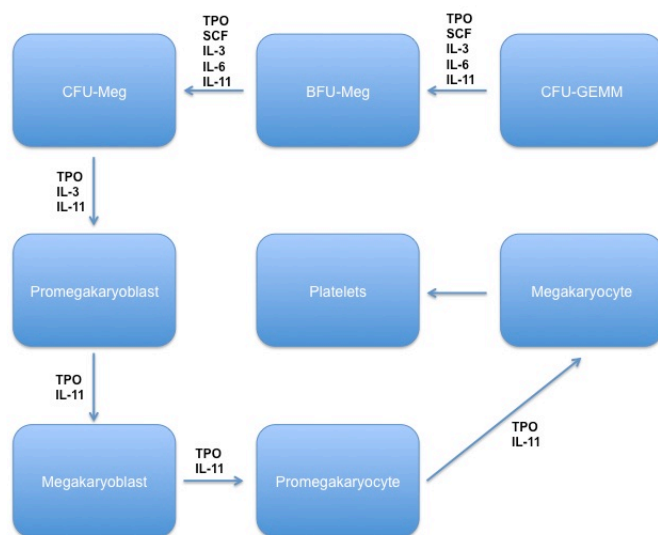 TPO
SCF
IL-3
IL-6
IL-11
TPO
SCF
IL-3
IL-6
IL-11
CFU-Meg
BFU-Meg
CFU-GEMM
TPO
IL-3
IL-11
Promegakaryoblast
Platelets
Megakaryocyte
TPO
IL-11
TPO
IL-11
TPO
IL-11
Megakaryoblast
Promegakaryocyte